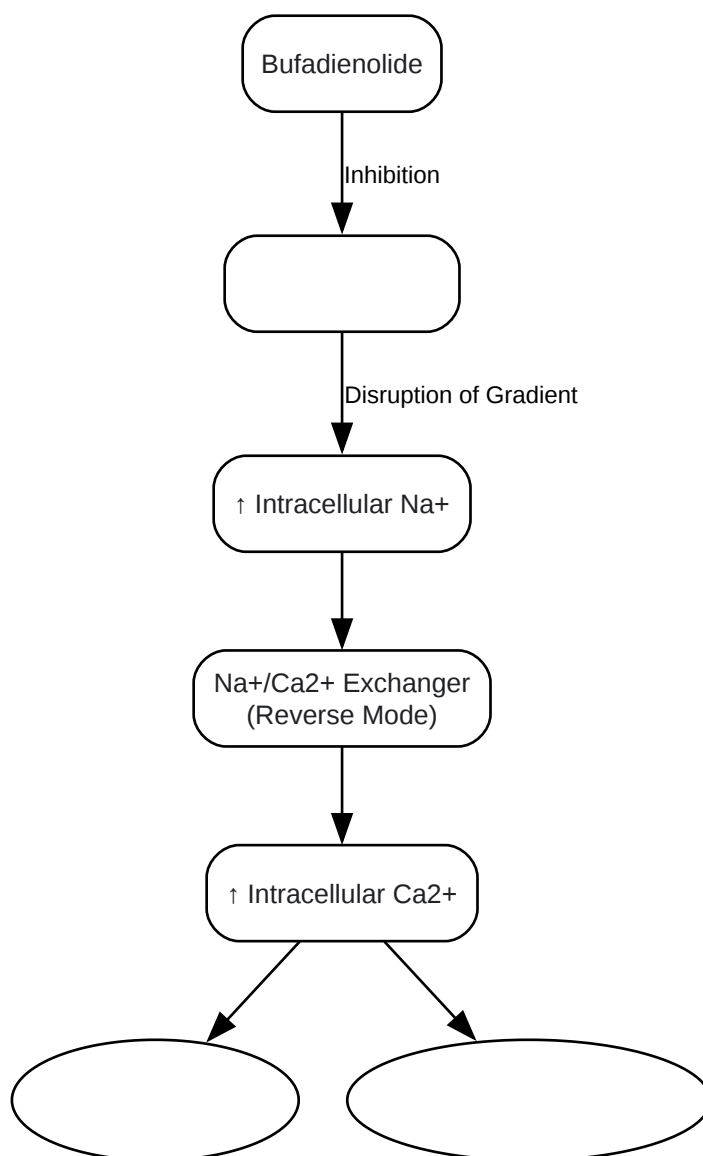 Bufadienolide
Inhibition
Disruption of Gradient
↑ Intracellular Na+
Na+/Ca2+ Exchanger
(Reverse Mode)
↑ Intracellular Ca2+